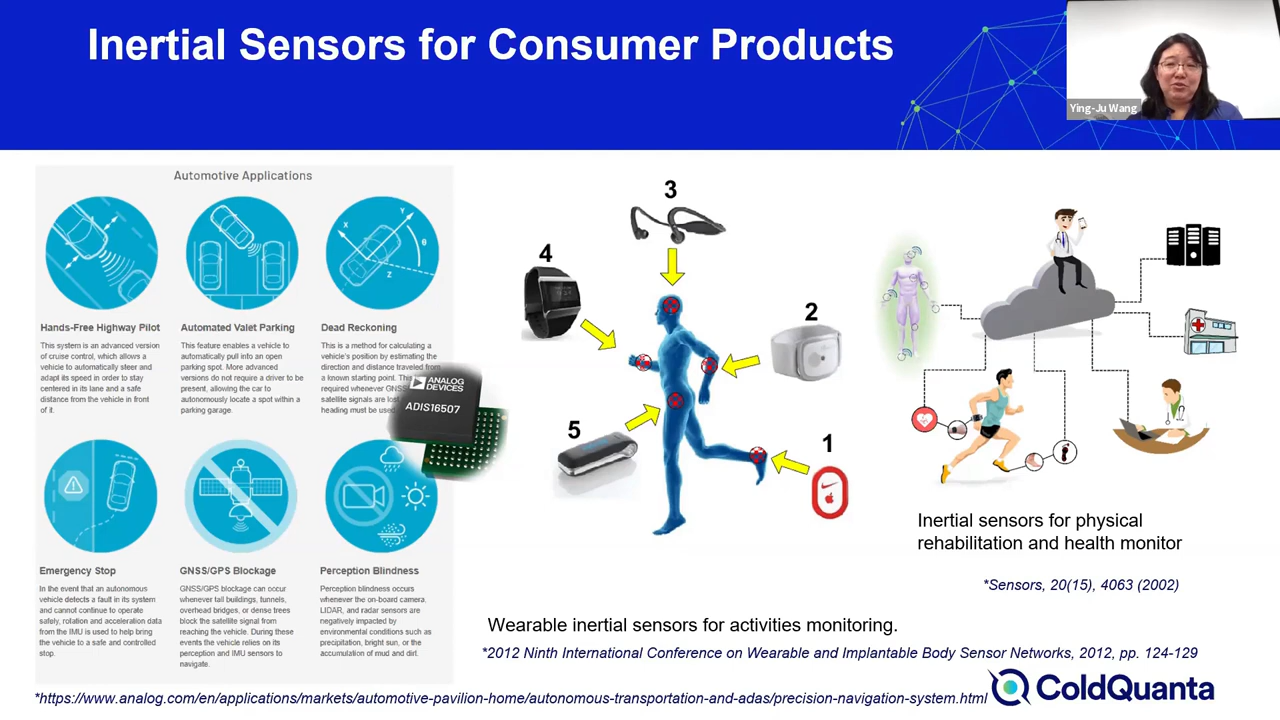 Inertial Sensors for Consumer Products
Ying-Ju Wang
Automotive Applications
Hands-Free Highway Pilot
This system is an advanced version
of cruise control, which allows a
vehicle to automatically steer and
adapt its speed in order to stay
centered in its lane and a safe
distance from the vehicle in front
of it.
Automated Valet Parking
This feature enables a vehicle to
automatically pull into an open
parking spot. More advanced
versions do not require a driver to be
present, allowing the car to
autonomously locate a spot within a
parking garage.
X
Y
θ
Z
Dead Reckoning
This is a method for calculating a
vehicle's position by estimating the
direction and distance traveled from
a known starting point. This
required whenever GNSS
satellite signals are lost
heading must be used
ANALOG
DEVICES
ADIS16507
Emergency Stop
In the event that an autonomous
vehicle detects a fault in its system
and cannot continue to operate
safely, rotation and acceleration data
from the IMU is used to help bring
the vehicle to a safe and controlled
stop.
GNSS/GPS Blockage
GNSS/GPS blockage can occur
whenever tall buildings, tunnels,
overhead bridges, or dense trees
block the satellite signal from
reaching the vehicle. During these
events the vehicle relies on its
perception and IMU sensors to
navigate.
Perception Blindness
Perception blindness occurs
whenever the on-board camera,
LIDAR, and radar sensors are
negatively impacted by
environmental conditions such as
precipitation, bright sun, or the
accumulation of mud and dirt.
3
4
2
5
1
Wearable inertial sensors for activities monitoring.
*2012 Ninth International Conference on Wearable and Implantable Body Sensor Networks, 2012, pp. 124-129
Inertial sensors for physical
rehabilitation and health monitor
*Sensors, 20(15), 4063 (2002)
*https://www.analog.com/en/applications/markets/automotive-pavilion-home/autonomous-transportation-and-adas/precision-navigation-system.html
ColdQuanta